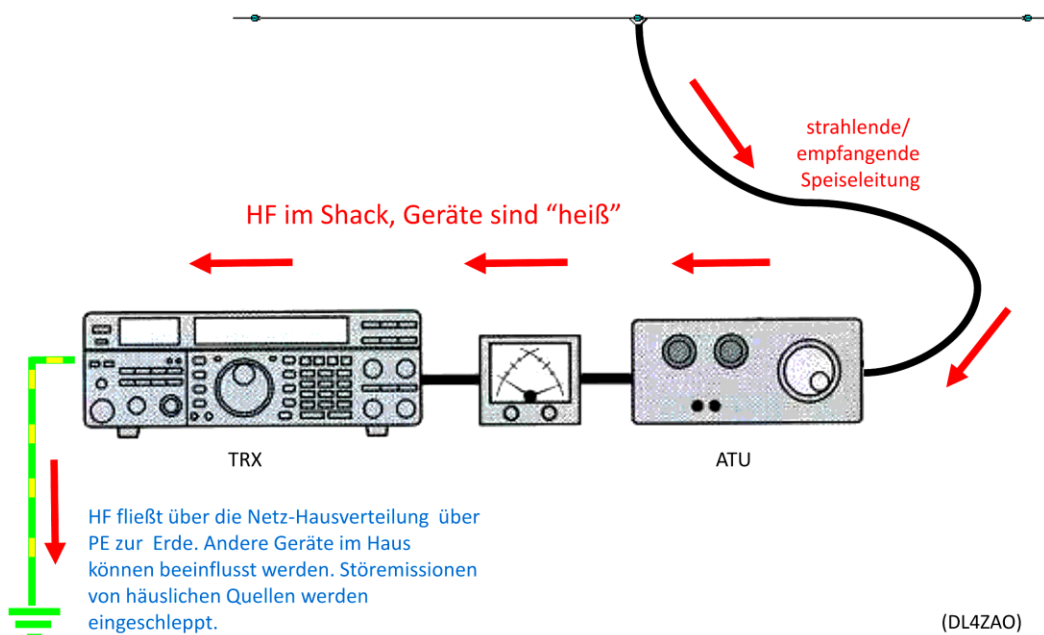 strahlende/
empfangende
Speiseleitung
HF im Shack, Geräte sind “heiß”
TRX
ATU
HF fließt über die Netz-Hausverteilung über
PE zur Erde. Andere Geräte im Haus
können beeinflusst werden. Störemissionen
von häuslichen Quellen werden
eingeschleppt.
(DL4ZAO)